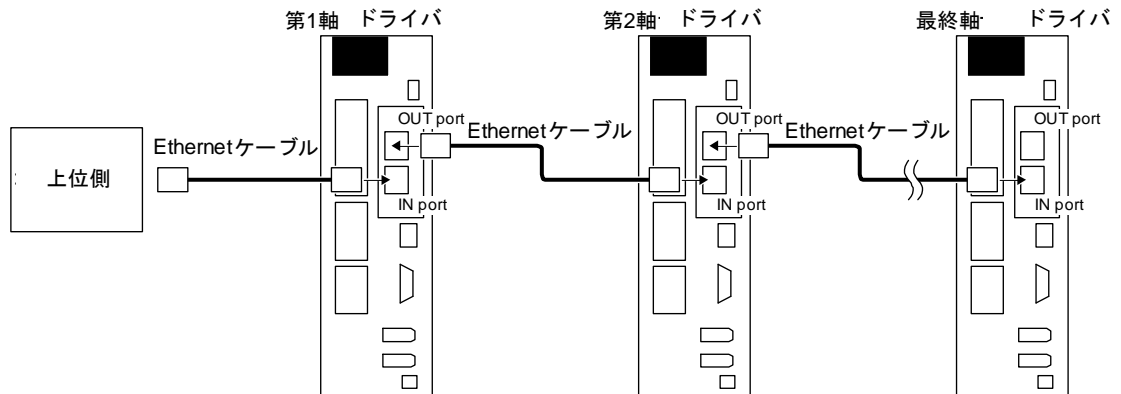 第1軸 ドライバ
第2軸 ドライバ
最終軸 ドライバ
OUT port
OUT port
OUT port
Ethernetケーブル
Ethernetケーブル
Ethernetケーブル
上位側
IN port
IN port
IN port